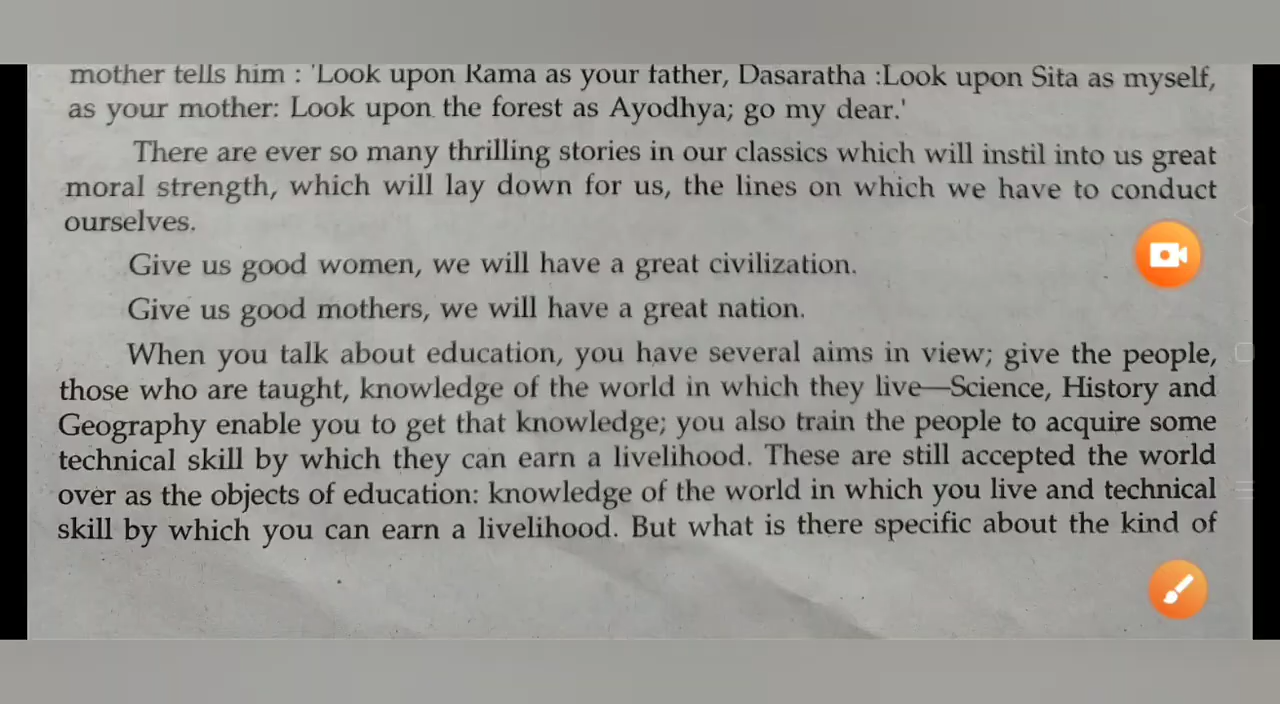 mother tells him : 'Look upon Rama as your father, Dasaratha :Look upon Sita as myself,
as your mother: Look upon the forest as Ayodhya; go my dear.'
There are ever so many thrilling stories in our classics which will instil into us great
moral strength, which will lay down for us, the lines on which we have to conduct
ourselves.
Give us good women, we will have a great civilization.
Give us good mothers, we will have a great nation.
When you talk about education, you have several aims in view; give the people,
those who are taught, knowledge of the world in which they live—Science, History and
Geography enable you to get that knowledge; you also train the people to acquire some
technical skill by which they can earn a livelihood. These are still accepted the world
over as the objects of education: knowledge of the world in which you live and technical
skill by which you can earn a livelihood. But what is there specific about the kind of